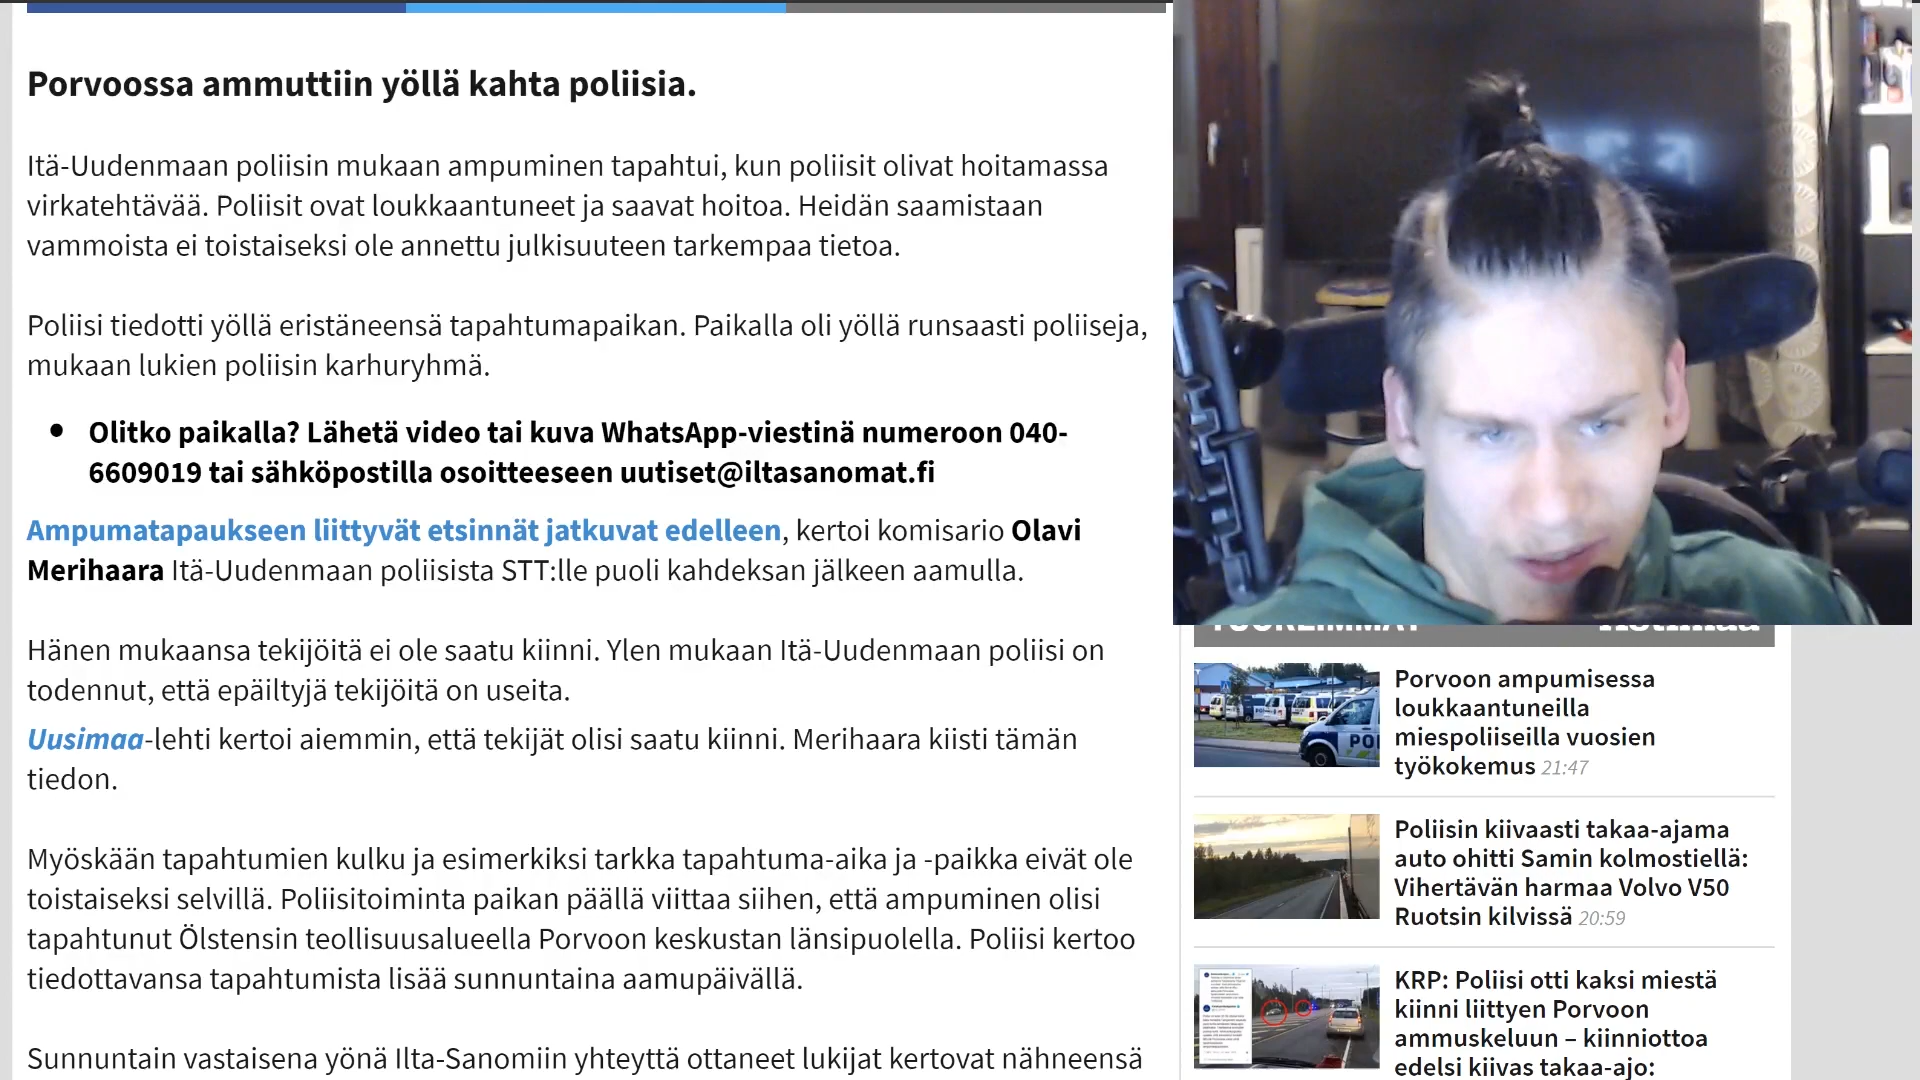 Porvoossa ammuttiin yöllä kahta poliisia.
Itä-Uudenmaan poliisin mukaan ampuminen tapahtui, kun poliisit olivat hoitamassa
virkatehtävää. Poliisit ovat loukkaantuneet ja saavat hoitoa. Heidän saamistaan
vammoista ei toistaiseksi ole annettu julkisuuteen tarkempaa tietoa.
Poliisi tiedotti yöllä eristäneensä tapahtumapaikan. Paikalla oli yöllä runsaasti poliiseja,
mukaan lukien poliisin karhuryhmä.
• Olitko paikalla? Lähetä video tai kuva WhatsApp-viestinä numeroon 040-
6609019 tai sähköpostilla osoitteeseen uutiset@iltasanomat.fi
Ampumatapaukseen liittyvät etsinnät jatkuvat edelleen, kertoi komisario Olavi
Merihaara Itä-Uudenmaan poliisista STT:lle puoli kahdeksan jälkeen aamulla.
Hänen mukaansa tekijöitä ei ole saatu kiinni. Ylen mukaan Itä-Uudenmaan poliisi on
todennut, että epäiltyjä tekijöitä on useita.
Uusimaa-lehti kertoi aiemmin, että tekijät olisi saatu kiinni. Merihaara kiisti tämän
tiedon.
Myöskään tapahtumien kulku ja esimerkiksi tarkka tapahtuma-aika ja -paikka eivät ole
toistaiseksi selvillä. Poliisitoiminta paikan päällä viittaa siihen, että ampuminen olisi
tapahtunut Ölstensin teollisuusalueella Porvoon keskustan länsipuolella. Poliisi kertoo
tiedottavansa tapahtumista lisää sunnuntaina aamupäivällä.
Sunnuntain vastaisena yönä Ilta-Sanomiin yhteyttä ottaneet lukijat kertovat nähneensä
Porvoon ampumisessa
loukkaantuneilla
miespoliiseilla vuosien
työkokemus 21:47
Poliisin kiivaasti takaa-ajama
auto ohitti Samin kolmostiellä:
Vihertävän harmaa Volvo V50
Ruotsin kilvissä 20:59
KRP: Poliisi otti kaksi miestä
kiinni liittyen Porvoon
ammuskeluun – kiinniottoa
edelsi kiivas takaa-ajo: